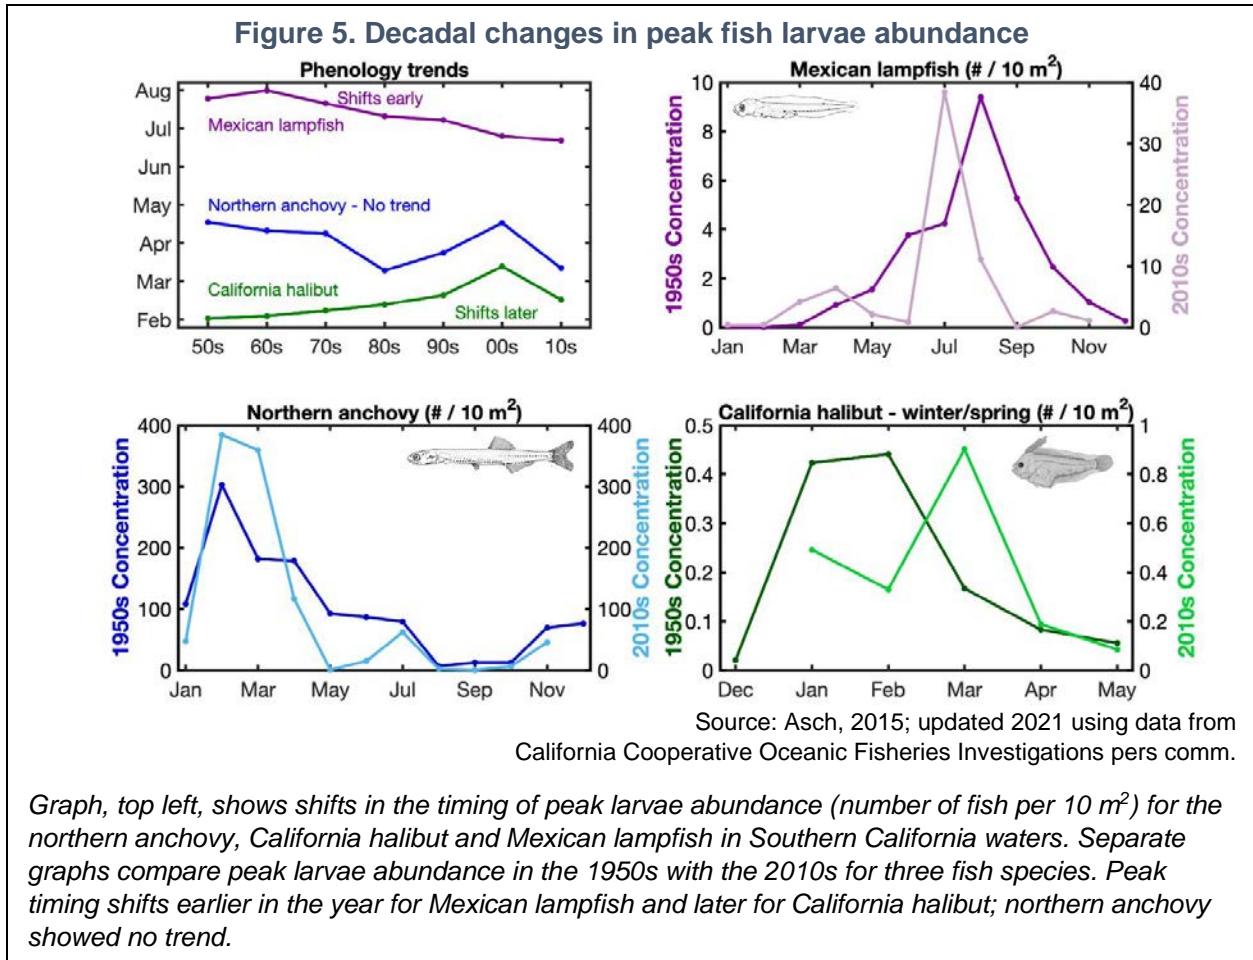 Figure 5. Decadal changes in peak fish larvae abundance
Phenology trends
Aug
Jul
Jun
May
Apr
Mar
Feb
Shifts early
Mexican lampfish
Northern anchovy - No trend
California halibut
Shifts later
50s 60s 70s 80s 90s 00s 10s
Mexican lampfish (# / 10 m²)
1950s Concentration
10
8
6
4
2
0
40
30
20
10
0
2010s Concentration
Jan Mar May Jul Sep Nov
Northern anchovy (# / 10 m²)
1950s Concentration
400
300
200
100
0
400
300
200
100
0
2010s Concentration
Jan Mar May Jul Sep Nov
California halibut - winter/spring (# / 10 m²)
1950s Concentration
0.5
0.4
0.3
0.2
0.1
0
1
0.8
0.6
0.4
0.2
0
2010s Concentration
Dec Jan Feb Mar Apr May
Source: Asch, 2015; updated 2021 using data from
California Cooperative Oceanic Fisheries Investigations pers comm.
Graph, top left, shows shifts in the timing of peak larvae abundance (number of fish per 10 m²) for the
northern anchovy, California halibut and Mexican lampfish in Southern California waters. Separate
graphs compare peak larvae abundance in the 1950s with the 2010s for three fish species. Peak
timing shifts earlier in the year for Mexican lampfish and later for California halibut; northern anchovy
showed no trend.